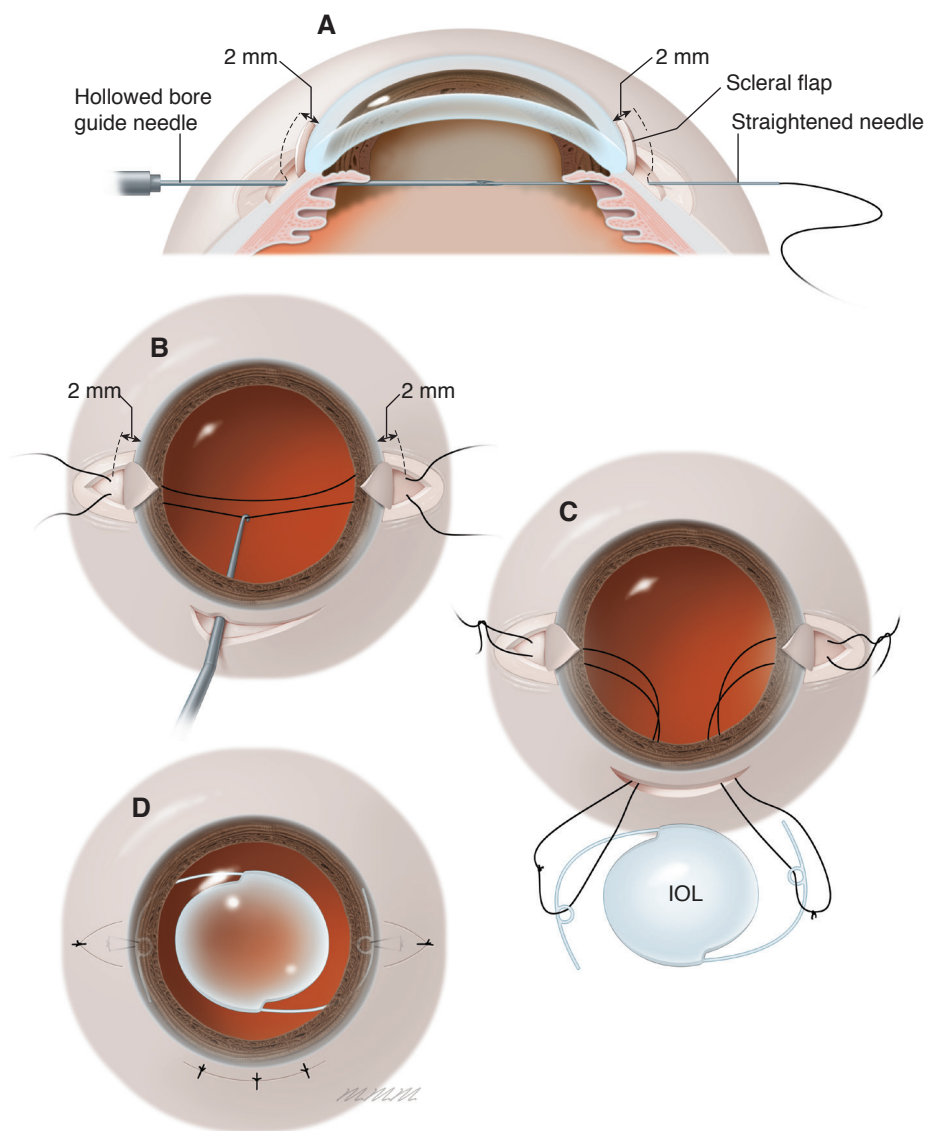 A
2 mm
2 mm
Hollowed bore
guide needle
Scleral flap
Straightened needle
B
2 mm
2 mm
C
D
IOL